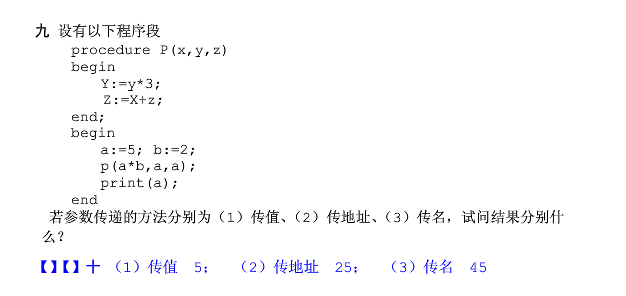 九 设有以下程序段
procedure P(x,y,z)
begin
Y:=y*3;
Z:=X+z;
end;
begin
a:=5; b:=2;
p(a*b,a,a);
print(a);
end
若参数传递的方法分别为（1）传值、（2）传地址、（3）传名，试问结果分别什
么？
【】【】十 （1）传值 5； （2）传地址 25； （3）传名 45